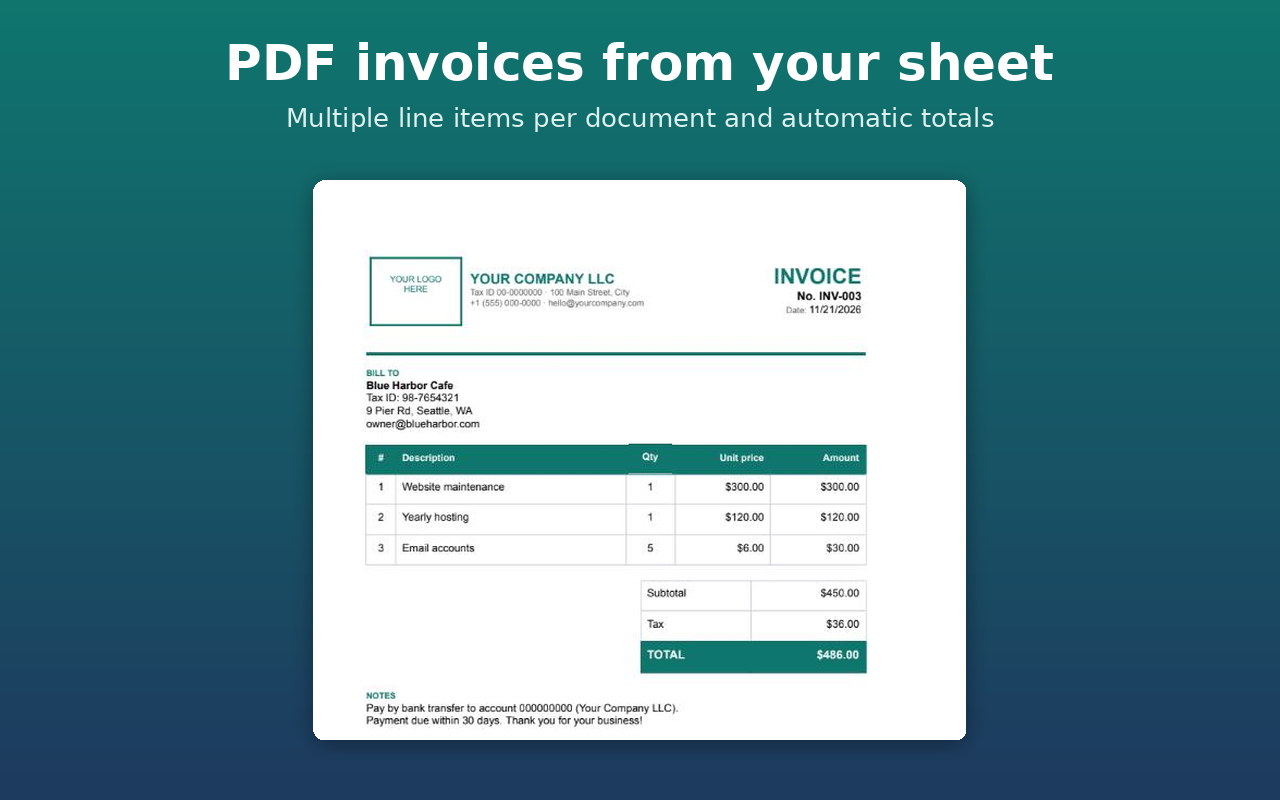 PDF invoices from your sheet
Multiple line items per document and automatic totals
YOUR LOGO
HERE
YOUR COMPANY LLC
Tax ID 00-0000000 · 100 Main Street, City
+1 (555) 000-0000 · hello@yourcompany.com
INVOICE
No. INV-003
Date: 11/21/2026
BILL TO
Blue Harbor Cafe
Tax ID: 98-7654321
9 Pier Rd, Seattle, WA
owner@blueharbor.com
# Description Qty Unit price Amount
1 Website maintenance 1 $300.00 $300.00
2 Yearly hosting 1 $120.00 $120.00
3 Email accounts 5 $6.00 $30.00
Subtotal $450.00
Tax $36.00
TOTAL $486.00
NOTES
Pay by bank transfer to account 000000000 (Your Company LLC).
Payment due within 30 days. Thank you for your business!